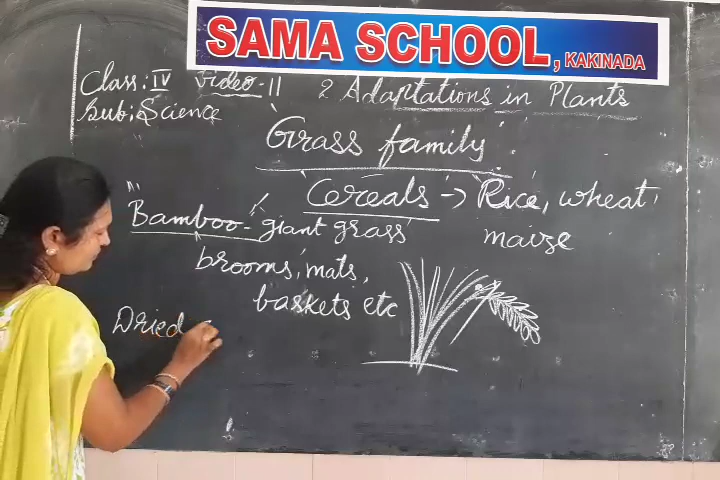 SAMA SCHOOL, KAKINADA
Class: IV Video-11 2 Adaptations in Plants
Sub: Science
Grass family
Cereals → Rice, wheat,
maize
Bamboo - giant grass
brooms, mats,
baskets etc
Dried